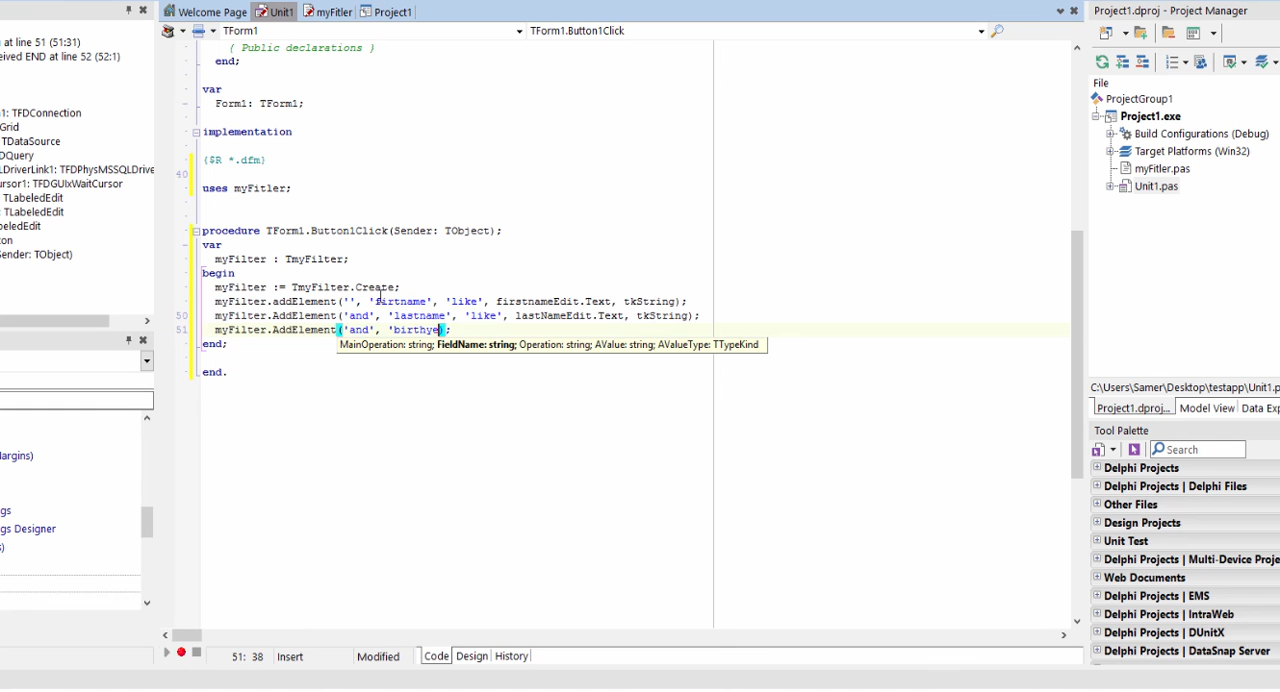 Welcome Page Unit1 myFitler Project1
TForm1 TForm1.Button1Click
at line 51 (51:31)
eived END at line 52 (52:1)
1: TFDConnection
Grid
TDataSource
DQuery
LDriverLink1: TFDPhysMSSQLDrive
ursor1: TFDGUIxWaitCursor
TLabeledEdit
: TLabeledEdit
beledEdit
on
ender: TObject)
argins)
gs
gs Designer
s)
{ Public declarations }
end;
var
Form1: TForm1;
implementation
{$R *.dfm}
40
uses myFitler;
procedure TForm1.Button1Click(Sender: TObject);
var
myFilter : TmyFilter;
begin
myFilter := TmyFilter.Create;
myFilter.addElement('', 'firtname', 'like', firstnameEdit.Text, tkString);
50 myFilter.AddElement('and', 'lastname', 'like', lastNameEdit.Text, tkString);
51 myFilter.AddElement('and', 'birthye);
end;
MainOperation: string; FieldName: string; Operation: string; AValue: string; AValueType: TTypeKind
end.
51: 38 Insert Modified Code Design History
Project1.dproj - Project Manager
File
ProjectGroup1
Project1.exe
Build Configurations (Debug)
Target Platforms (Win32)
myFitler.pas
Unit1.pas
C:\Users\Samer\Desktop\testapp\Unit1.p
Project1.dproj... Model View Data Exp
Tool Palette
Search
Delphi Projects
Delphi Projects | Delphi Files
Other Files
Design Projects
Unit Test
Delphi Projects | Multi-Device Proje
Web Documents
Delphi Projects | EMS
Delphi Projects | IntraWeb
Delphi Projects | DUnitX
Delphi Projects | DataSnap Server